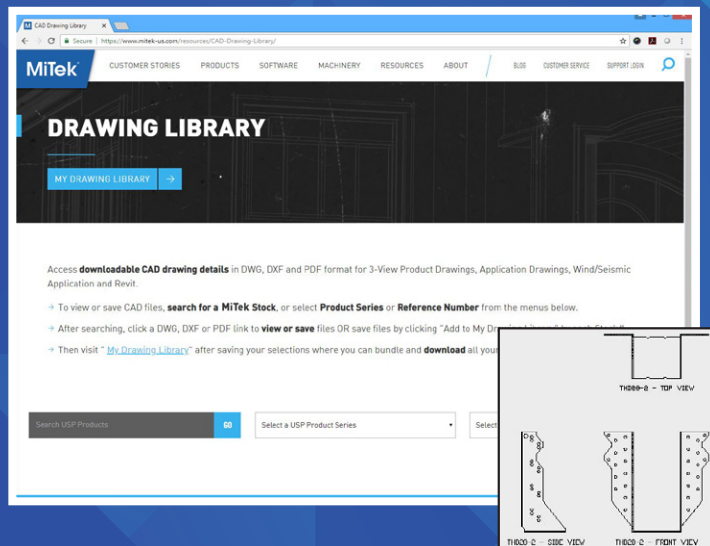 CAD Drawing Library
Secure https://www.mitek-us.com/resources/CAD-Drawing-Library/
MiTek
CUSTOMER STORIES PRODUCTS SOFTWARE MACHINERY RESOURCES ABOUT BLOG CUSTOMER SERVICE SUPPORT LOGIN
DRAWING LIBRARY
MY DRAWING LIBRARY →
Access downloadable CAD drawing details in DWG, DXF and PDF format for 3-View Product Drawings, Application Drawings, Wind/Seismic
Application and Revit.
→ To view or save CAD files, search for a MiTek Stock, or select Product Series or Reference Number from the menus below.
→ After searching, click a DWG, DXF or PDF link to view or save files OR save files by clicking "Add to My
→ Then visit " My Drawing Library" after saving your selections where you can bundle and download all your
Search USP Products GO Select a USP Product Series Select
TOP VIEW
THD28-2 - SIDE VIEW THD28-2 - FRONT VIEW